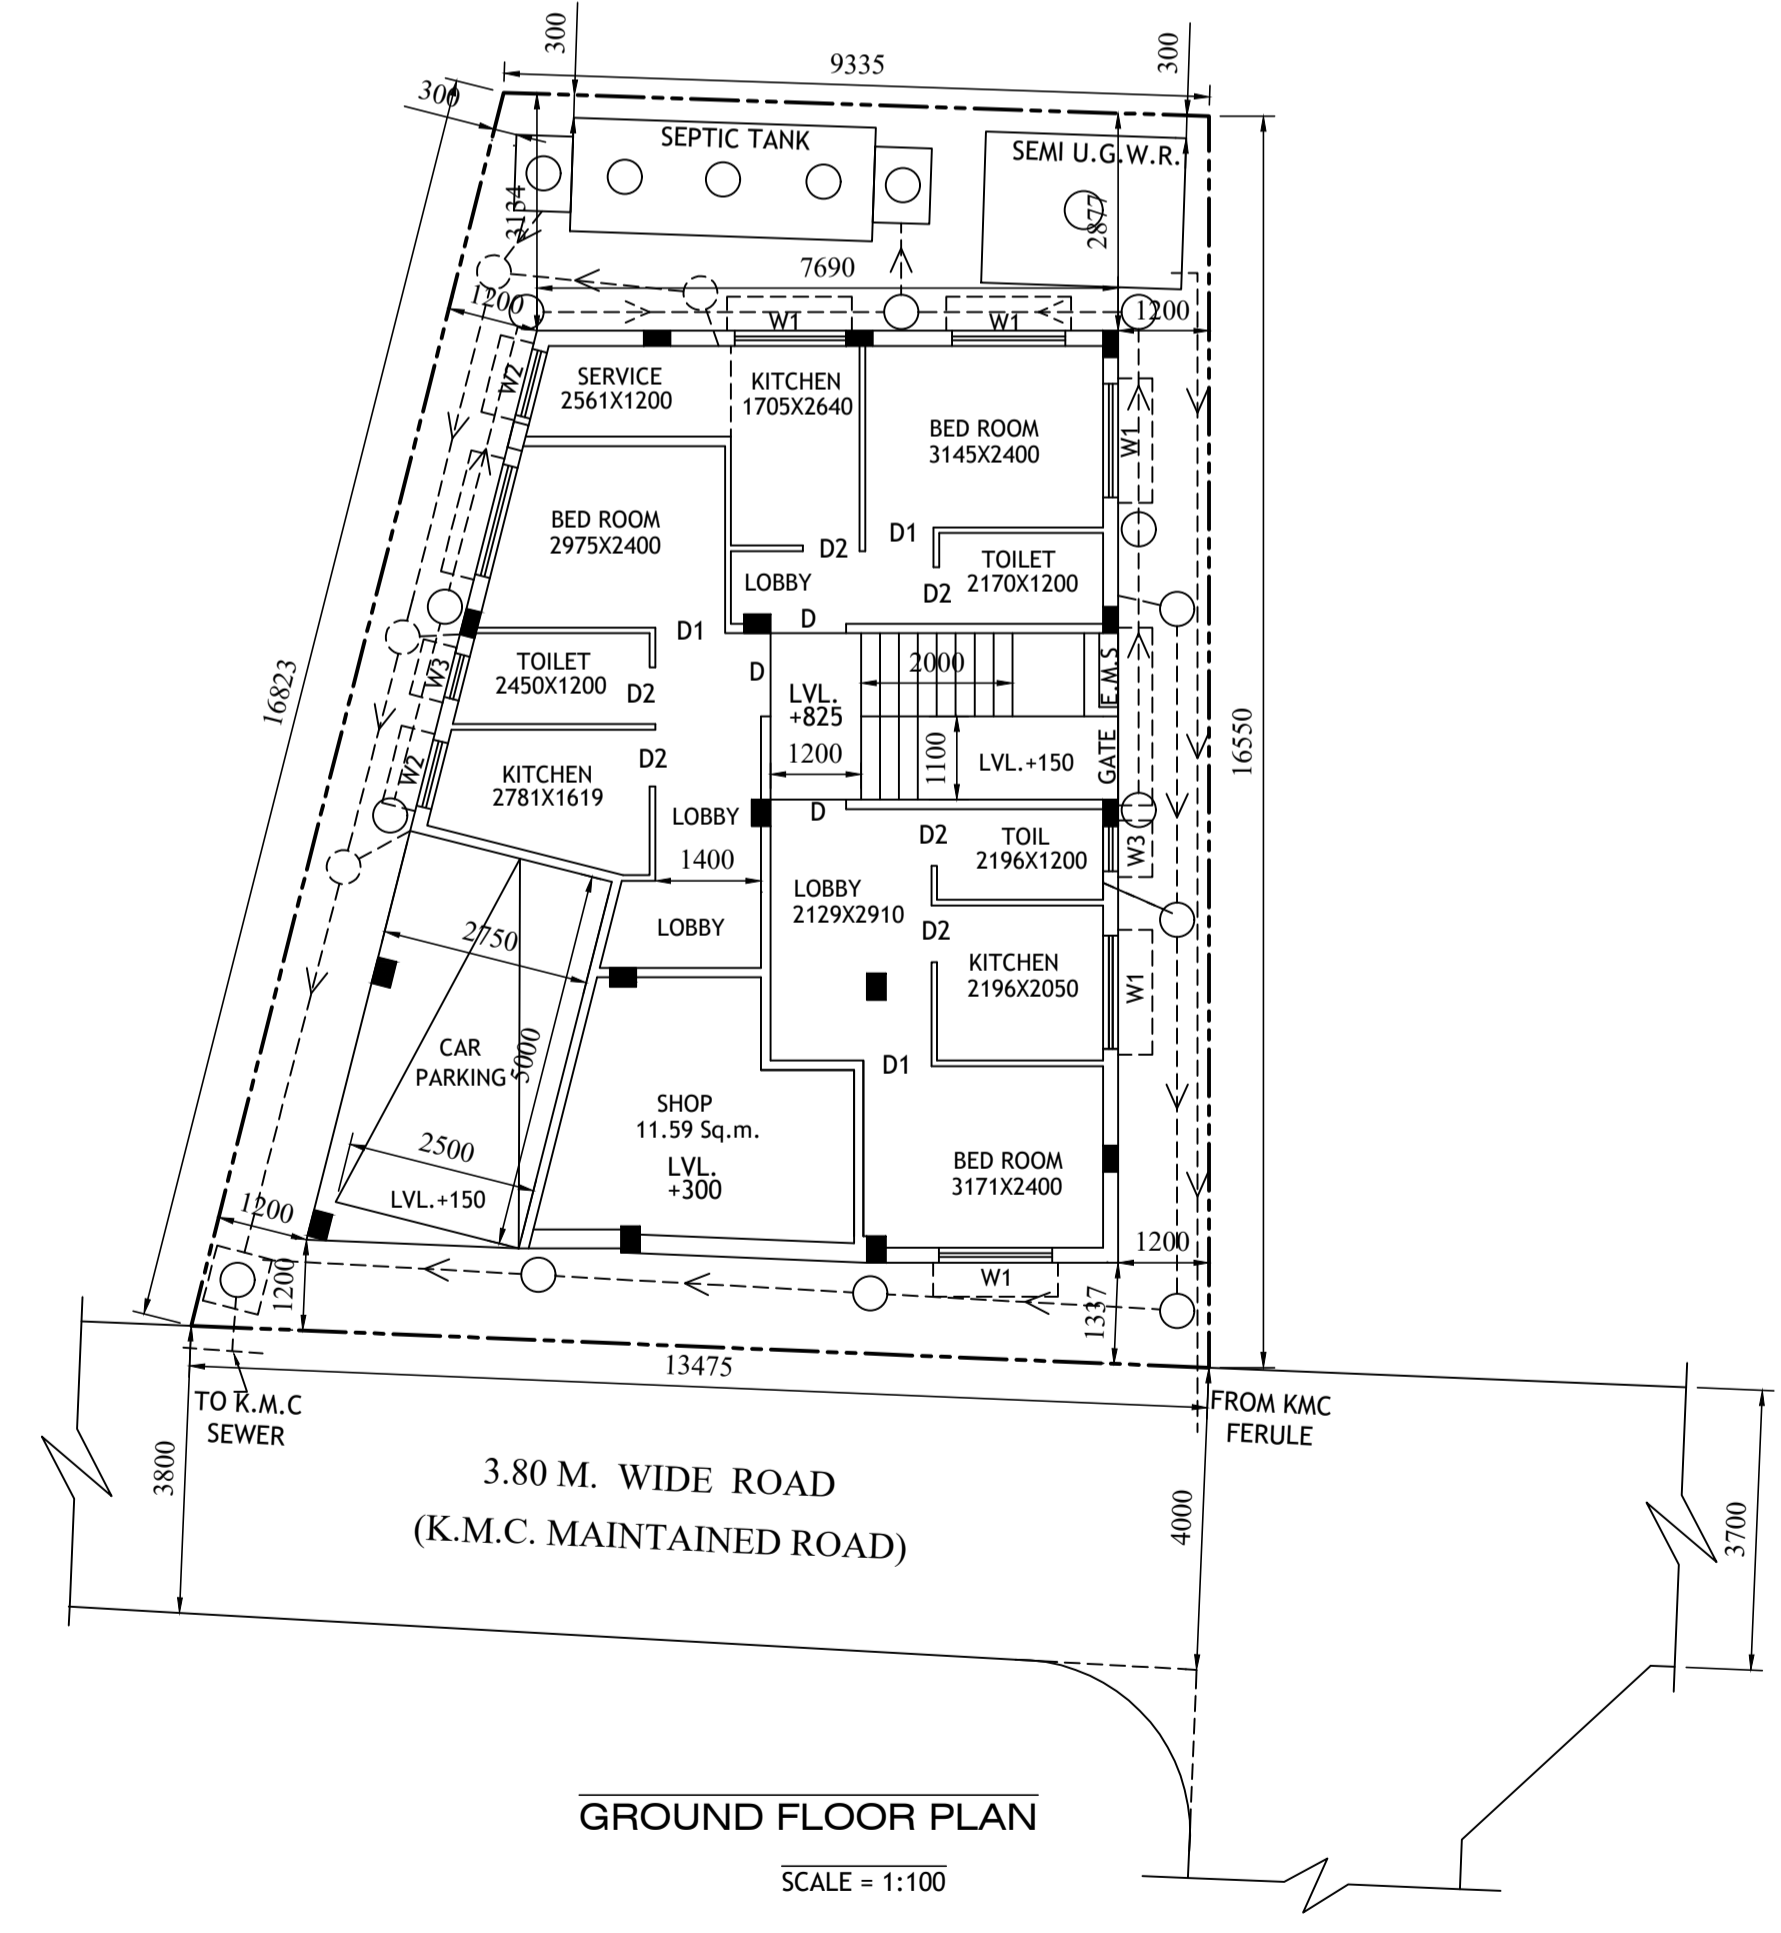 300
300
9335
300
SEPTIC TANK
SEMI U.G.W.R.
3134
2877
7690
1200
1200
W1
W1
W2
SERVICE
2561X1200
KITCHEN
1705X2640
BED ROOM
3145X2400
W1
BED ROOM
2975X2400
D1
D2
TOILET
2170X1200
LOBBY
D2
D
D1
TOILET
2450X1200
D2
W3
D
LVL.
+825
2000
E.M.S
16823
16550
W2
KITCHEN
2781X1619
D2
1200
1100
LVL.+150
GATE
LOBBY
D
D2
TOIL
2196X1200
W3
1400
LOBBY
2129X2910
LOBBY
D2
2750
KITCHEN
2196X2050
W1
CAR
PARKING
5000
D1
SHOP
11.59 Sq.m.
LVL.
+300
2500
BED ROOM
3171X2400
LVL.+150
1200
1200
1200
W1
1337
13475
TO K.M.C
SEWER
FROM KMC
FERULE
3800
3.80 M. WIDE ROAD
(K.M.C. MAINTAINED ROAD)
4000
3700
GROUND FLOOR PLAN
SCALE = 1:100